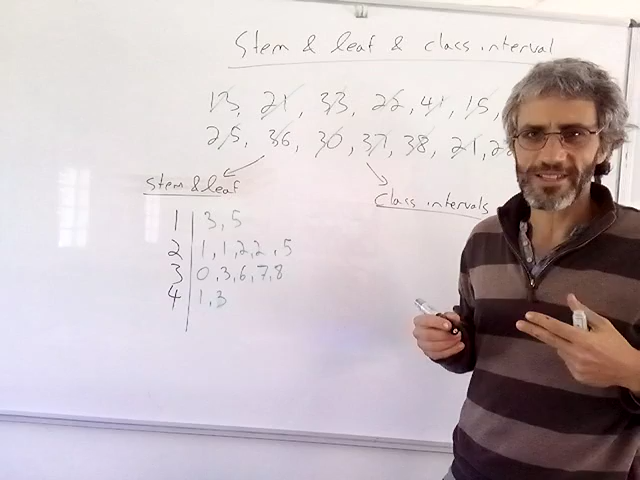 Stem & leaf & class interval
13, 21, 33, 22, 41, 15,
25, 36, 30, 37, 38, 21,
Stem & leaf
Class intervals
1 | 3, 5
2 | 1, 1, 2, 2, 5
3 | 0, 3, 6, 7, 8
4 | 1, 3